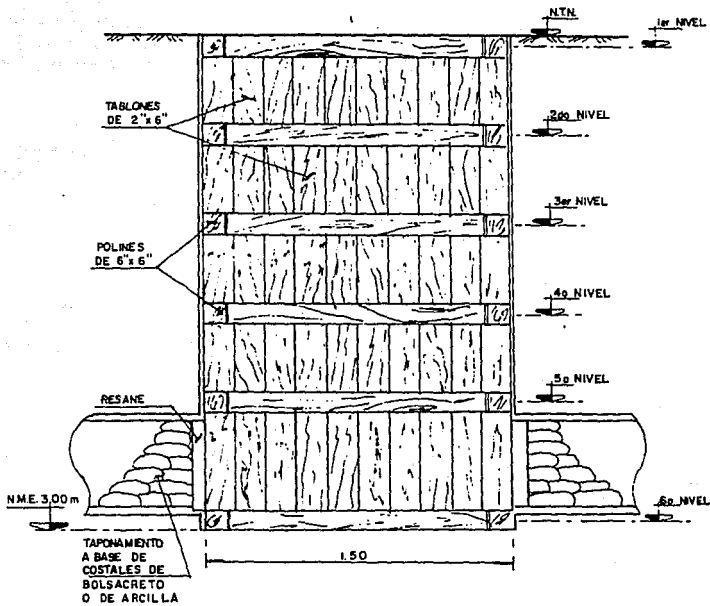 N.T.N.
1er NIVEL
TABLONES
DE 2"x 6"
2do NIVEL
3er NIVEL
POLINES
DE 6"x 6"
4o NIVEL
5o NIVEL
RESANE
N.M.E. 3.00 m
6o NIVEL
TAPONAMIENTO
A BASE DE
COSTALES DE
BOLSACRETO
O DE ARCILLA
1.50